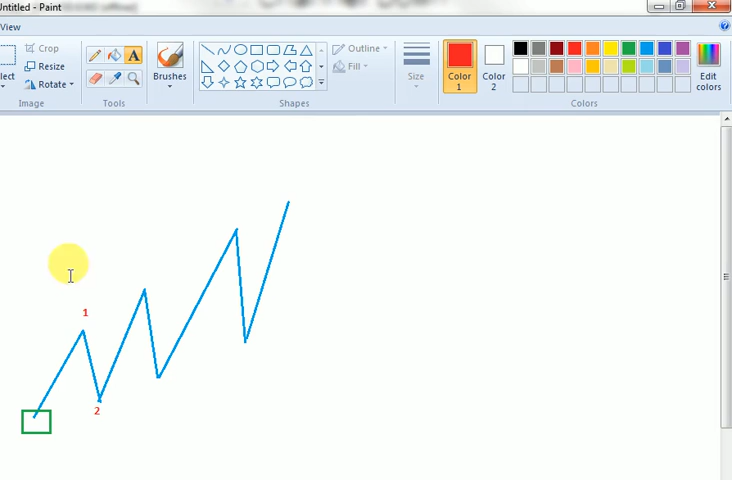 Untitled - Paint
View
Crop
Resize
Rotate
Image
Tools
Brushes
Outline
Fill
Shapes
Size
Color 1
Color 2
Edit colors
Colors
1
2